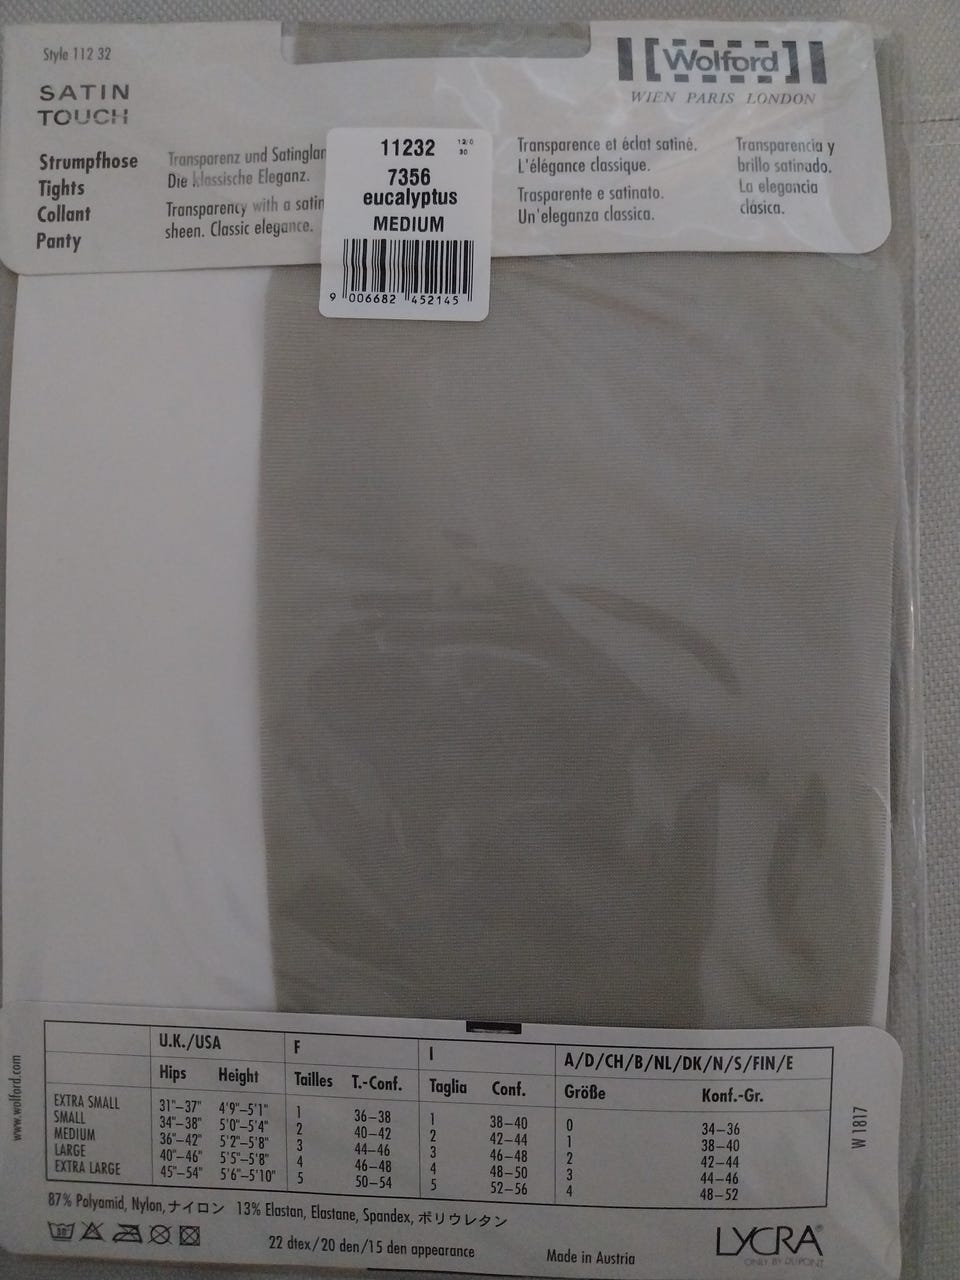 Style 112 32
SATIN
TOUCH
Wolford
WIEN PARIS LONDON
Strumpfhose
Tights
Collant
Panty
Transparenz und Satinglan
Die klassische Eleganz.
Transparency with a satin
sheen. Classic elegance.
11232
7356
eucalyptus
MEDIUM
9 006682 452145
Transparence et éclat satiné.
L'élégance classique.
Trasparente e satinato.
Un'eleganza classica.
Transparencia y
brillo satinado.
La elegancia
clásica.
www.wolford.com
U.K./USA F I A/D/CH/B/NL/DK/N/S/FIN/E
Hips Height Tailles T.-Conf. Taglia Conf. Größe Konf.-Gr.
EXTRA SMALL 31"–37" 4'9"–5'1" 1 36–38 1 38–40 0 34–36
SMALL 34"–38" 5'0"–5'4" 2 40–42 2 42–44 1 38–40
MEDIUM 36"–42" 5'2"–5'8" 3 44–46 3 46–48 2 42–44
LARGE 40"–46" 5'5"–5'8" 4 46–48 4 48–50 3 44–46
EXTRA LARGE 45"–54" 5'6"–5'10" 5 50–54 5 52–56 4 48–52
W 1817
87% Polyamid, Nylon, ナイロン 13% Elastan, Elastane, Spandex, ポリウレタン
30
22 dtex/20 den/15 den appearance
Made in Austria
LYCRA®
ONLY BY DUPONT